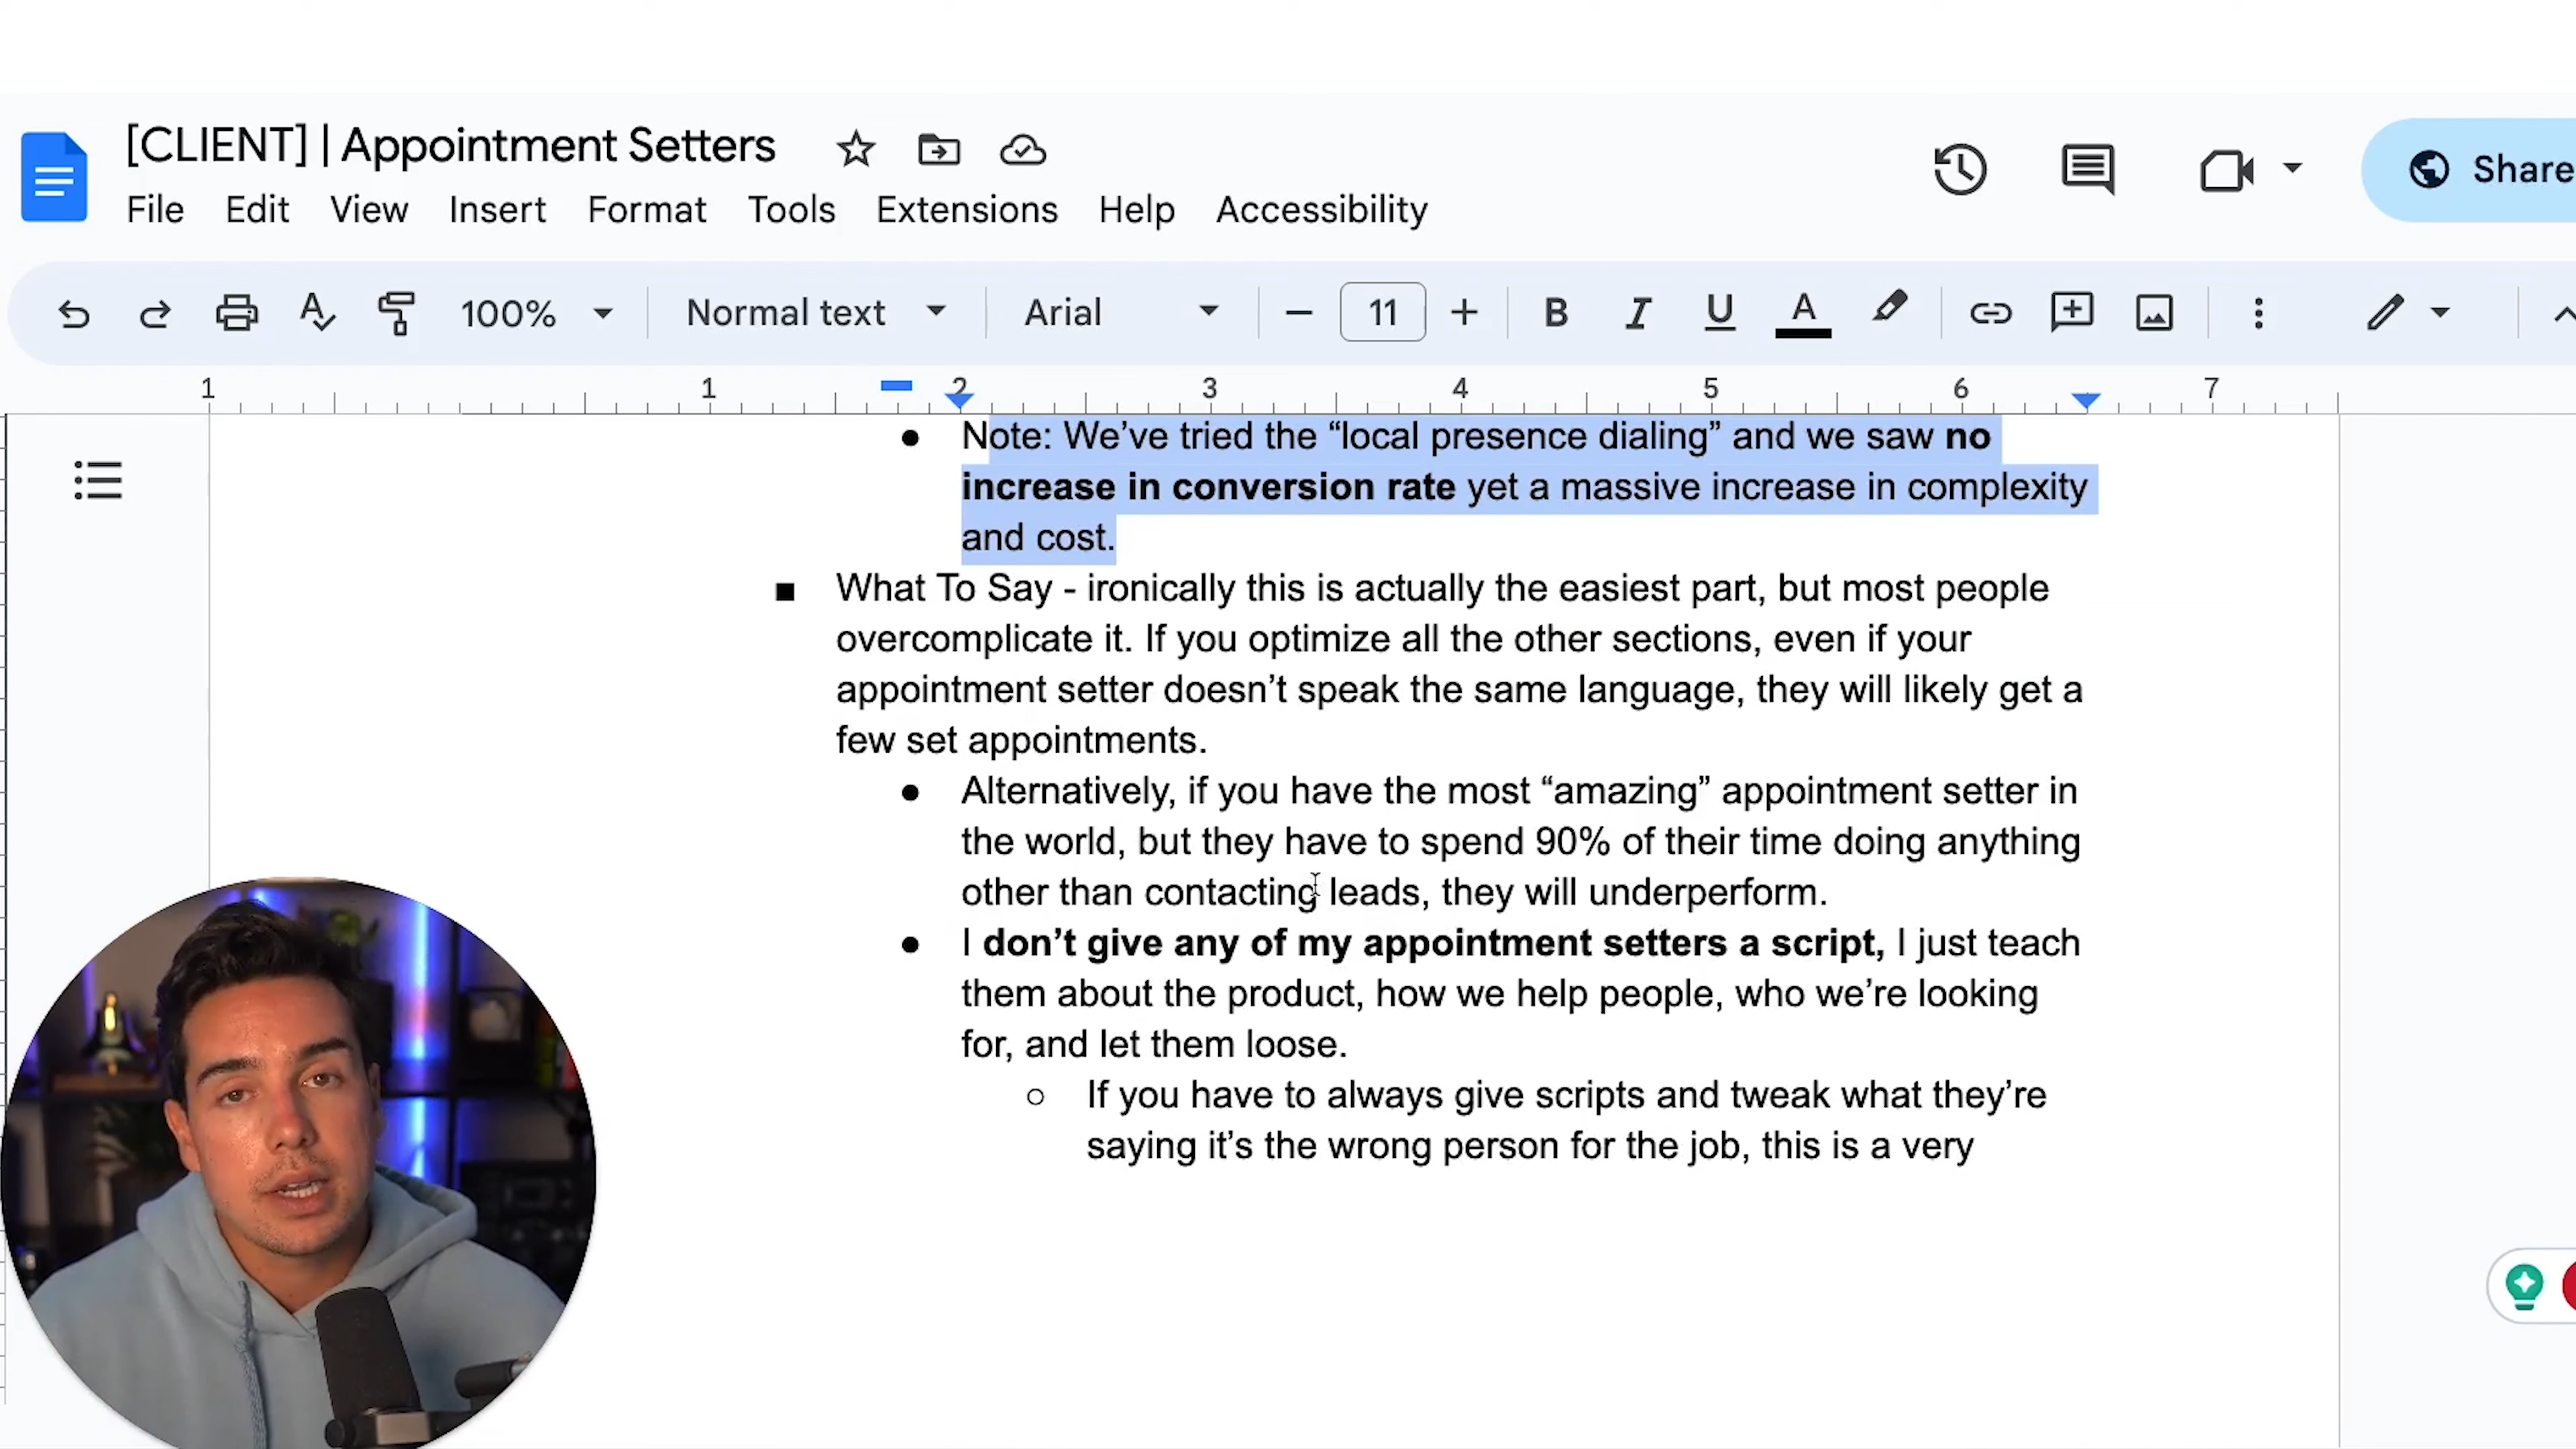 [CLIENT] | Appointment Setters
File Edit View Insert Format Tools Extensions Help Accessibility
Share
100% Normal text Arial 11 B I U A
1 1 2 3 4 5 6 7
● Note: We’ve tried the “local presence dialing” and we saw no
increase in conversion rate yet a massive increase in complexity
and cost.
■ What To Say - ironically this is actually the easiest part, but most people
overcomplicate it. If you optimize all the other sections, even if your
appointment setter doesn’t speak the same language, they will likely get a
few set appointments.
● Alternatively, if you have the most “amazing” appointment setter in
the world, but they have to spend 90% of their time doing anything
other than contacting leads, they will underperform.
● I don’t give any of my appointment setters a script, I just teach
them about the product, how we help people, who we’re looking
for, and let them loose.
○ If you have to always give scripts and tweak what they’re
saying it’s the wrong person for the job, this is a very